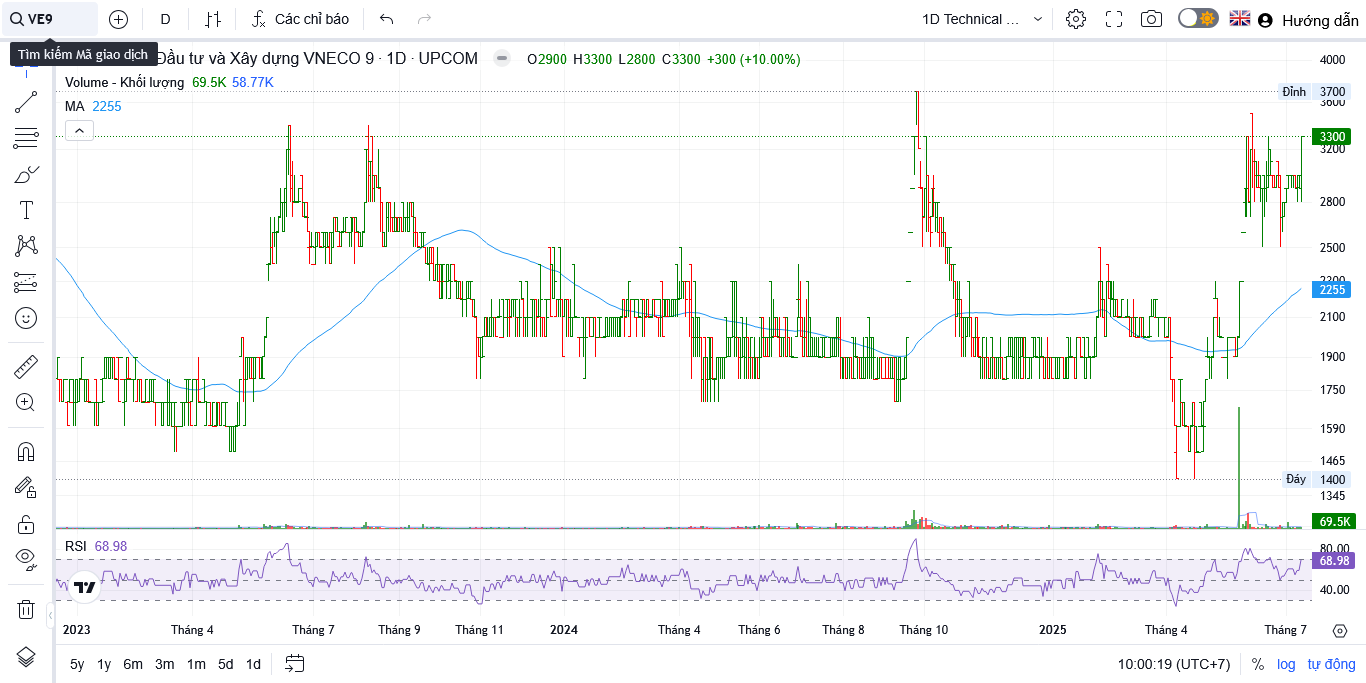 VE9 D Các chỉ báo 1D Technical ... Hướng dẫn
Tìm kiếm Mã giao dịch
Đầu tư và Xây dựng VNECO 9 · 1D · UPCOM O2900 H3300 L2800 C3300 +300 (+10.00%)
Volume - Khối lượng 69.5K 58.77K
MA 2255
4000
Đỉnh 3700
3600
3300
3200
2800
2500
2300
2255
2100
1900
1750
1590
1465
Đáy 1400
1345
69.5K
RSI 68.98
80.00
68.98
40.00
2023 Tháng 4 Tháng 7 Tháng 9 Tháng 11 2024 Tháng 4 Tháng 6 Tháng 8 Tháng 10 2025 Tháng 4 Tháng 7
5y 1y 6m 3m 1m 5d 1d 10:00:19 (UTC+7) % log tự động